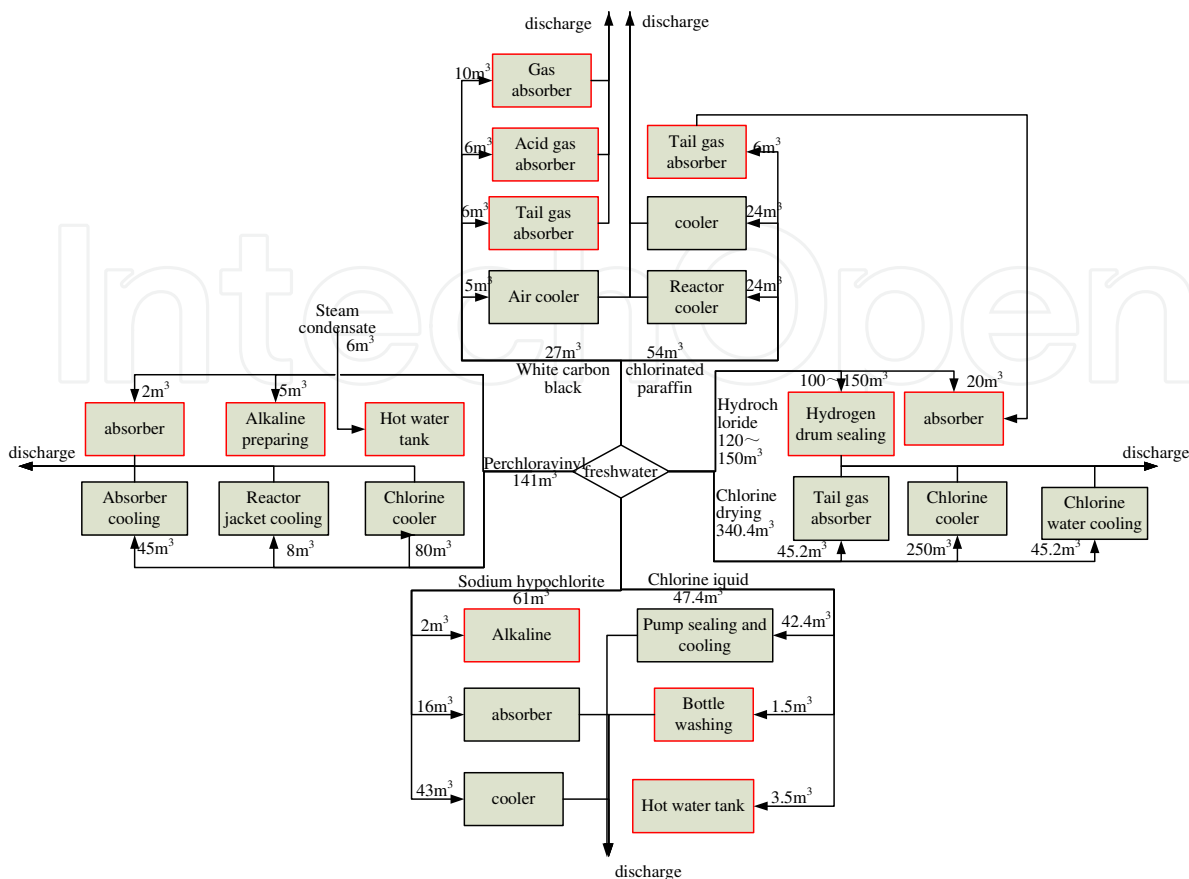 discharge
discharge
10m³
Gas
absorber
6m³
Acid gas
absorber
Tail gas
absorber
6m³
6m³
Tail gas
absorber
cooler
24m³
5m³
Air cooler
Reactor
cooler
24m³
IntechOpen
Steam
condensate
6m³
27m³
White carbon
black
54m³
chlorinated
paraffin
2m³
5m³
absorber
Alkaline
preparing
Hot water
tank
Hydroch
loride
120～
150m³
100～150m³
20m³
Hydrogen
drum sealing
absorber
discharge
Perchloravinyl
141m³
freshwater
discharge
Absorber
cooling
Reactor
jacket cooling
Chlorine
cooler
45m³
8m³
80m³
Chlorine
drying
340.4m³
Tail gas
absorber
Chlorine
cooler
Chlorine
water cooling
45.2m³
250m³
45.2m³
Sodium hypochlorite
61m³
Chlorine iquid
47.4m³
2m³
Alkaline
Pump sealing and
cooling
42.4m³
16m³
absorber
Bottle
washing
1.5m³
43m³
cooler
Hot water tank
3.5m³
discharge